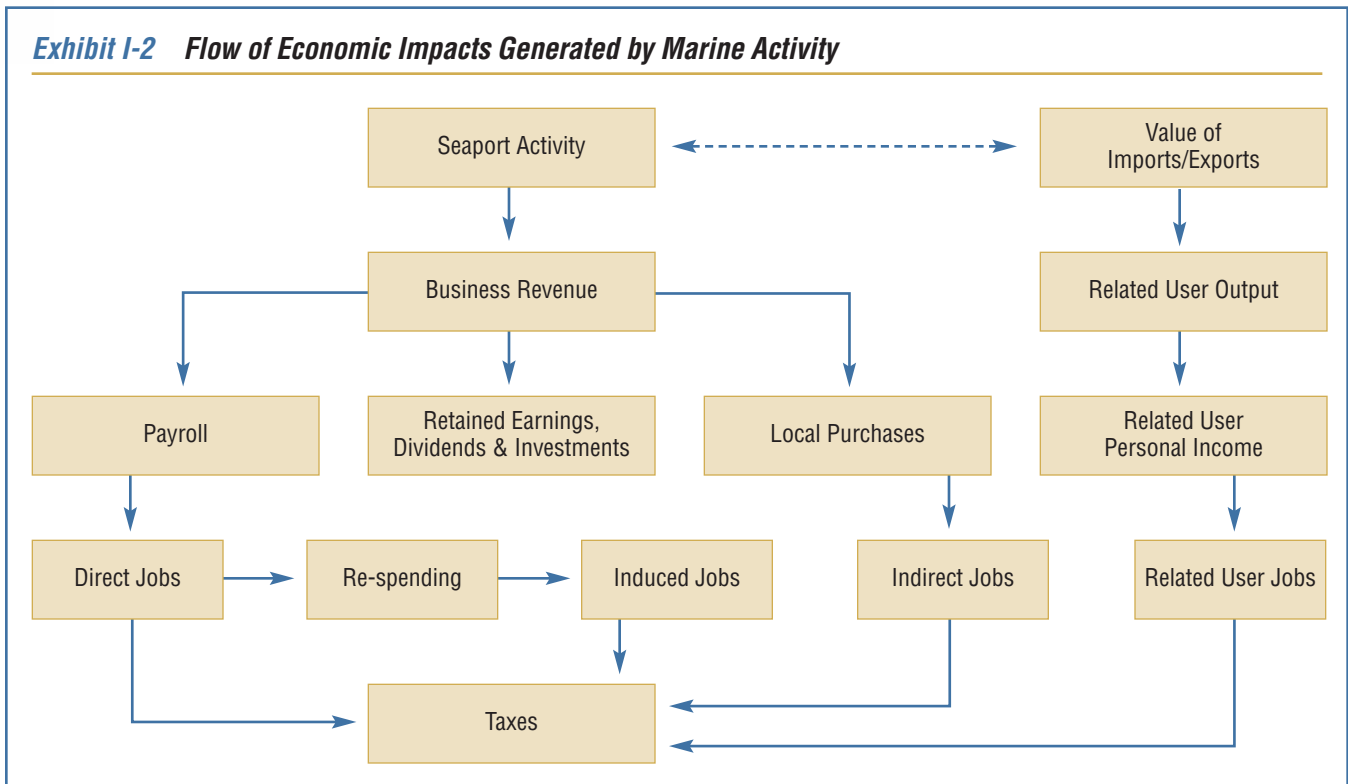 Exhibit I-2 Flow of Economic Impacts Generated by Marine Activity
Seaport Activity
Value of
Imports/Exports
Business Revenue
Related User Output
Payroll
Retained Earnings,
Dividends & Investments
Local Purchases
Related User
Personal Income
Direct Jobs
Re-spending
Induced Jobs
Indirect Jobs
Related User Jobs
Taxes